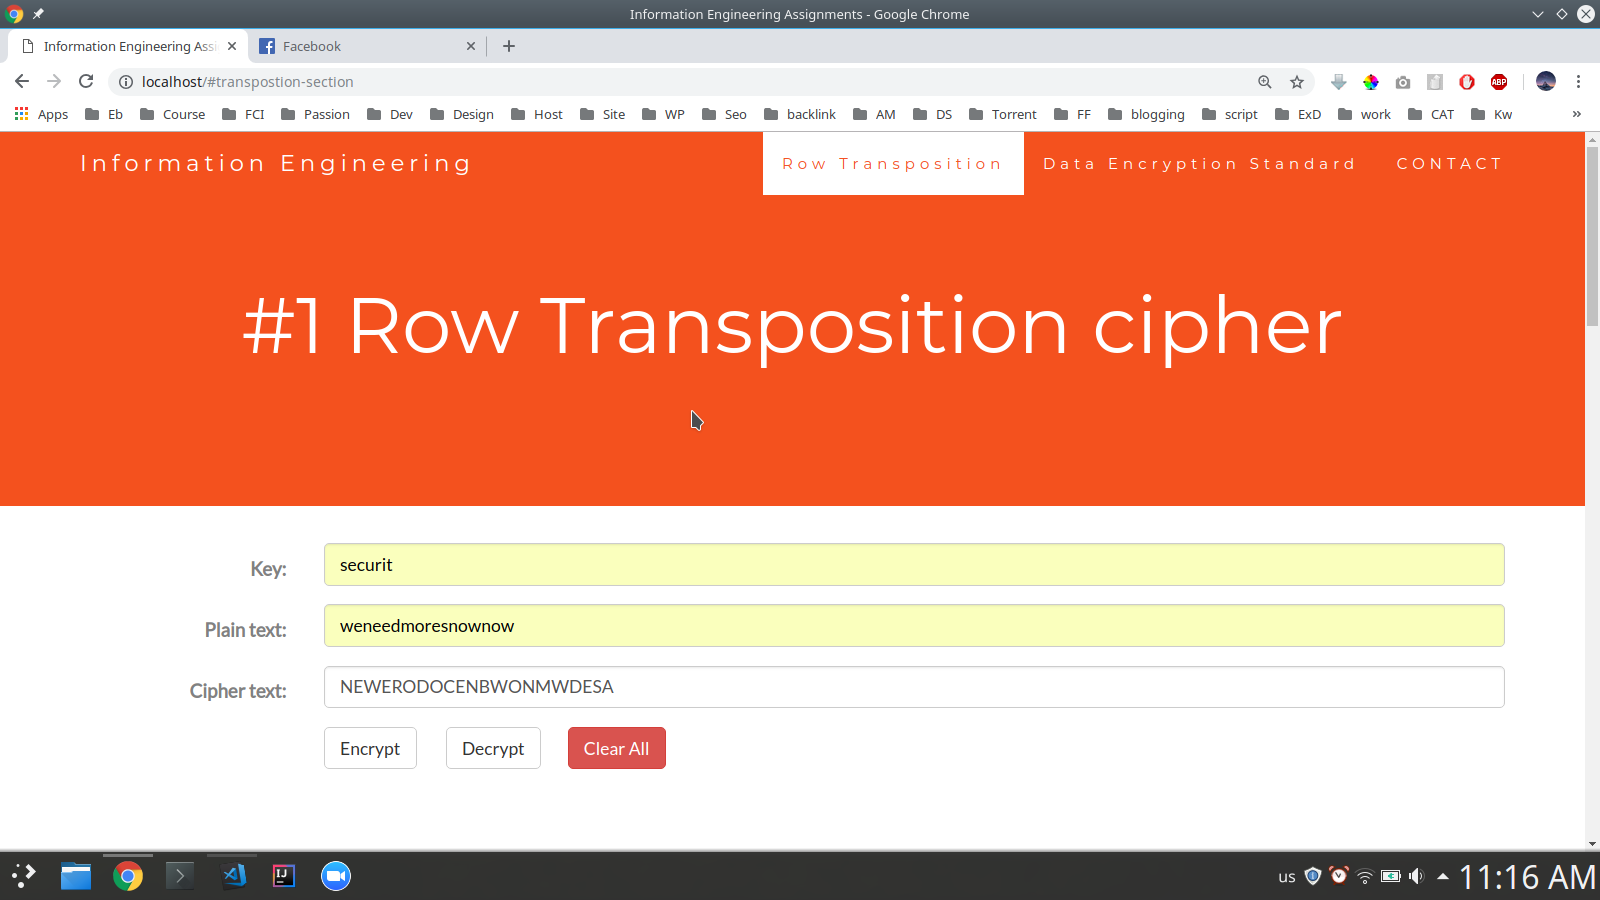 Information Engineering Assignments - Google Chrome
Information Engineering Assi
Facebook
localhost/#transpostion-section
ABP
Apps Eb Course FCI Passion Dev Design Host Site WP Seo backlink AM DS Torrent FF blogging script ExD work CAT Kw »
Information Engineering
Row Transposition
Data Encryption Standard
CONTACT
#1 Row Transposition cipher
Key: securit
Plain text: weneedmoresnownow
Cipher text: NEWERODOCENBWONMWDESA
Encrypt Decrypt Clear All
IJ
us 11:16 AM